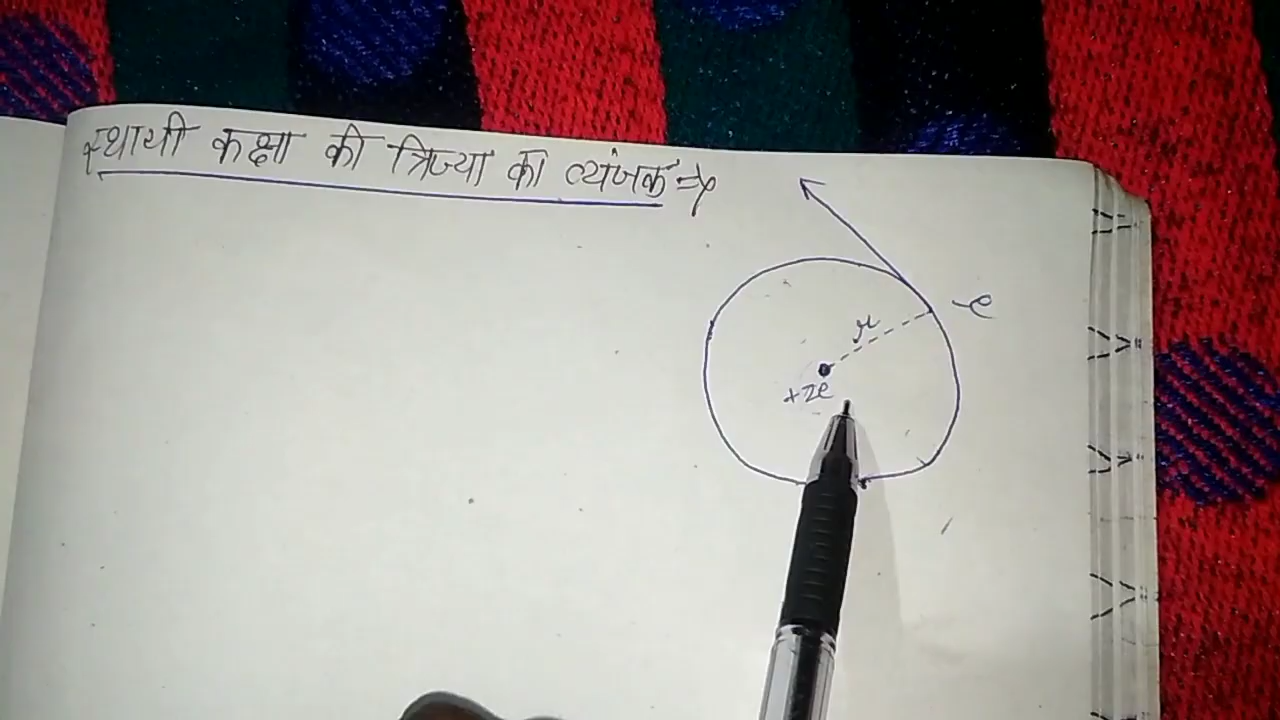 स्थायी कक्षा की त्रिज्या का व्यंजक ⇒
-e
r
+ze